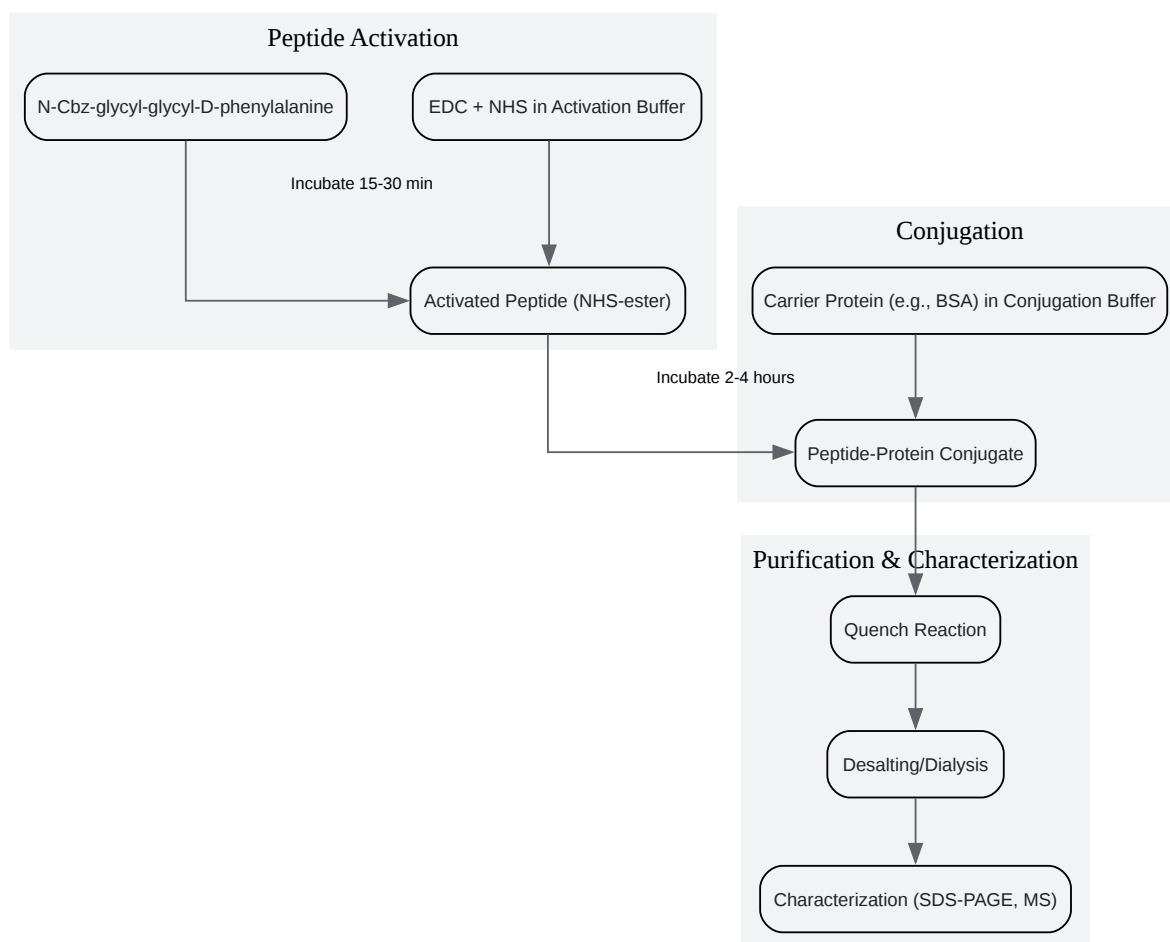 Peptide Activation
N-Cbz-glycyl-glycyl-D-phenylalanine
EDC + NHS in Activation Buffer
Incubate 15-30 min
Activated Peptide (NHS-ester)
Conjugation
Carrier Protein (e.g., BSA) in Conjugation Buffer
Incubate 2-4 hours
Peptide-Protein Conjugate
Purification & Characterization
Quench Reaction
Desalting/Dialysis
Characterization (SDS-PAGE, MS)